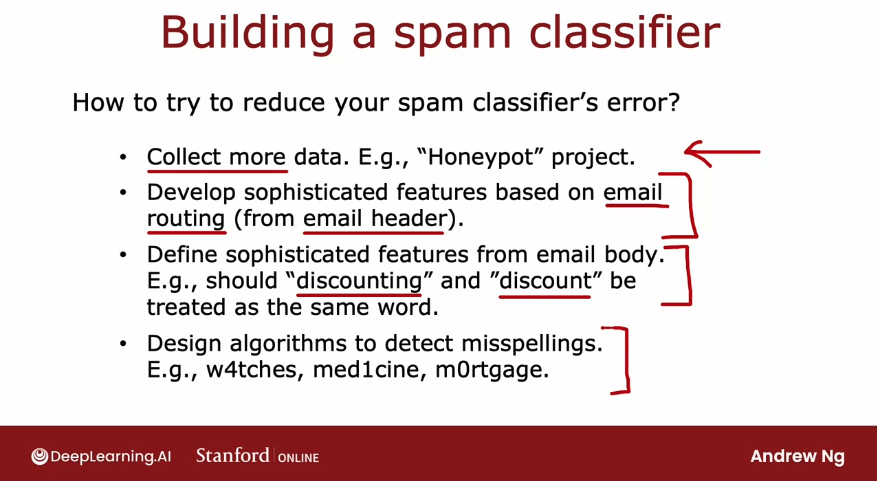 Building a spam classifier
How to try to reduce your spam classifier’s error?
• Collect more data. E.g., “Honeypot” project.
• Develop sophisticated features based on email
routing (from email header).
• Define sophisticated features from email body.
E.g., should “discounting” and ”discount” be
treated as the same word.
• Design algorithms to detect misspellings.
E.g., w4tches, med1cine, m0rtgage.
DeepLearning.AI Stanford ONLINE Andrew Ng